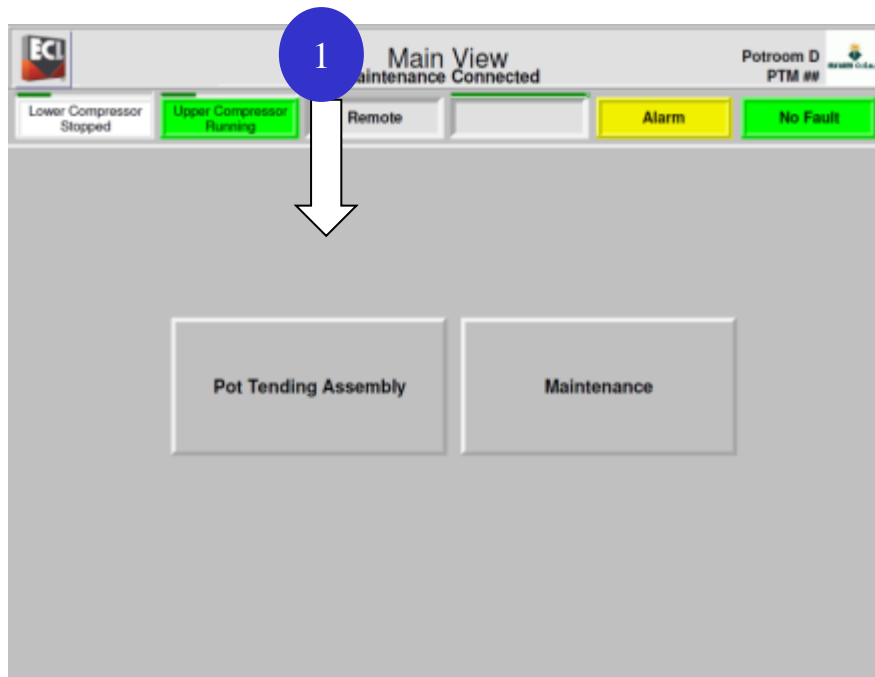 ECL
1
Main View
aintenance Connected
Potroom D
PTM ##
Lower Compressor
Stopped
Upper Compressor
Running
Remote
Alarm
No Fault
Pot Tending Assembly
Maintenance